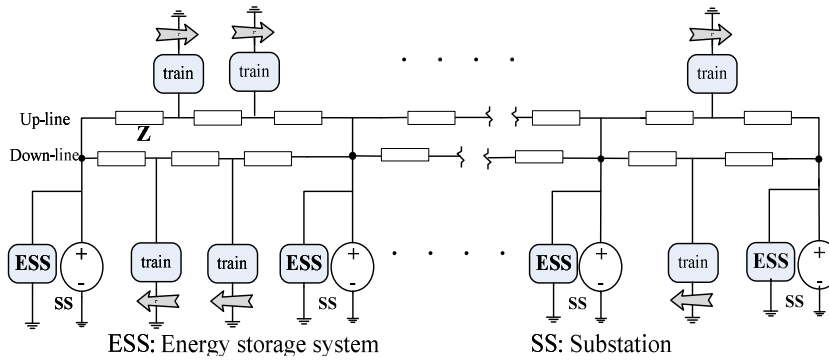 train
train
train
Up-line
Z
Down-line
ESS
+
-
SS
train
train
ESS
+
-
SS
ESS
+
-
SS
train
ESS
+
-
SS
ESS: Energy storage system
SS: Substation